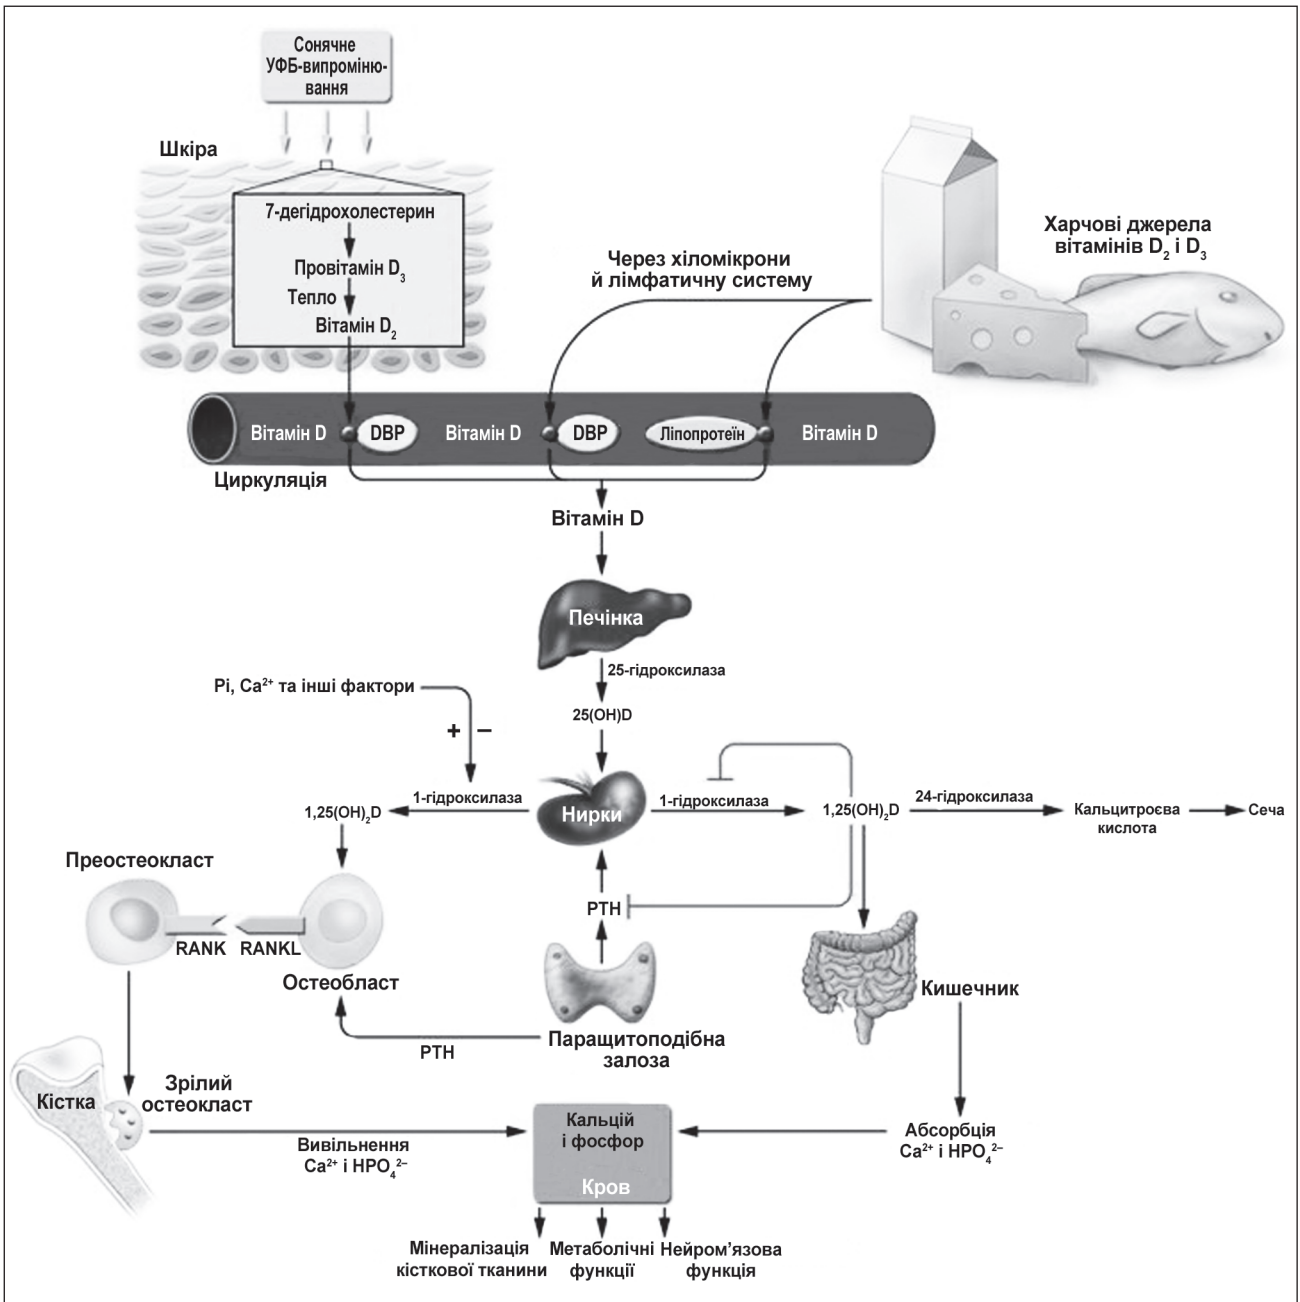 Сонячне
УФБ-випроміню-
вання
Шкіра
7-дегідрохолестерин
Провітамін D₃
Тепло
Вітамін D₂
Через хіломікрони
й лімфатичну систему
Харчові джерела
вітамінів D₂ і D₃
Вітамін D DBP Вітамін D DBP Ліпопротеїн Вітамін D
Циркуляція
Вітамін D
Печінка
25-гідроксилаза
Pi, Ca²⁺ та інші фактори
25(OH)D
+ –
1-гідроксилаза
Нирки
1-гідроксилаза
24-гідроксилаза
1,25(OH)₂D
1,25(OH)₂D
Кальцитроєва
кислота
Сеча
Преостеокласт
RANK RANKL
Остеобласт
PTH
Паращитоподібна
залоза
PTH
Кишечник
Кістка
Зрілий
остеокласт
Вивільнення
Ca²⁺ і HPO₄²⁻
Кальцій
і фосфор
Кров
Абсорбція
Ca²⁺ і HPO₄²⁻
Мінералізація
кісткової тканини
Метаболічні
функції
Нейром’язова
функція